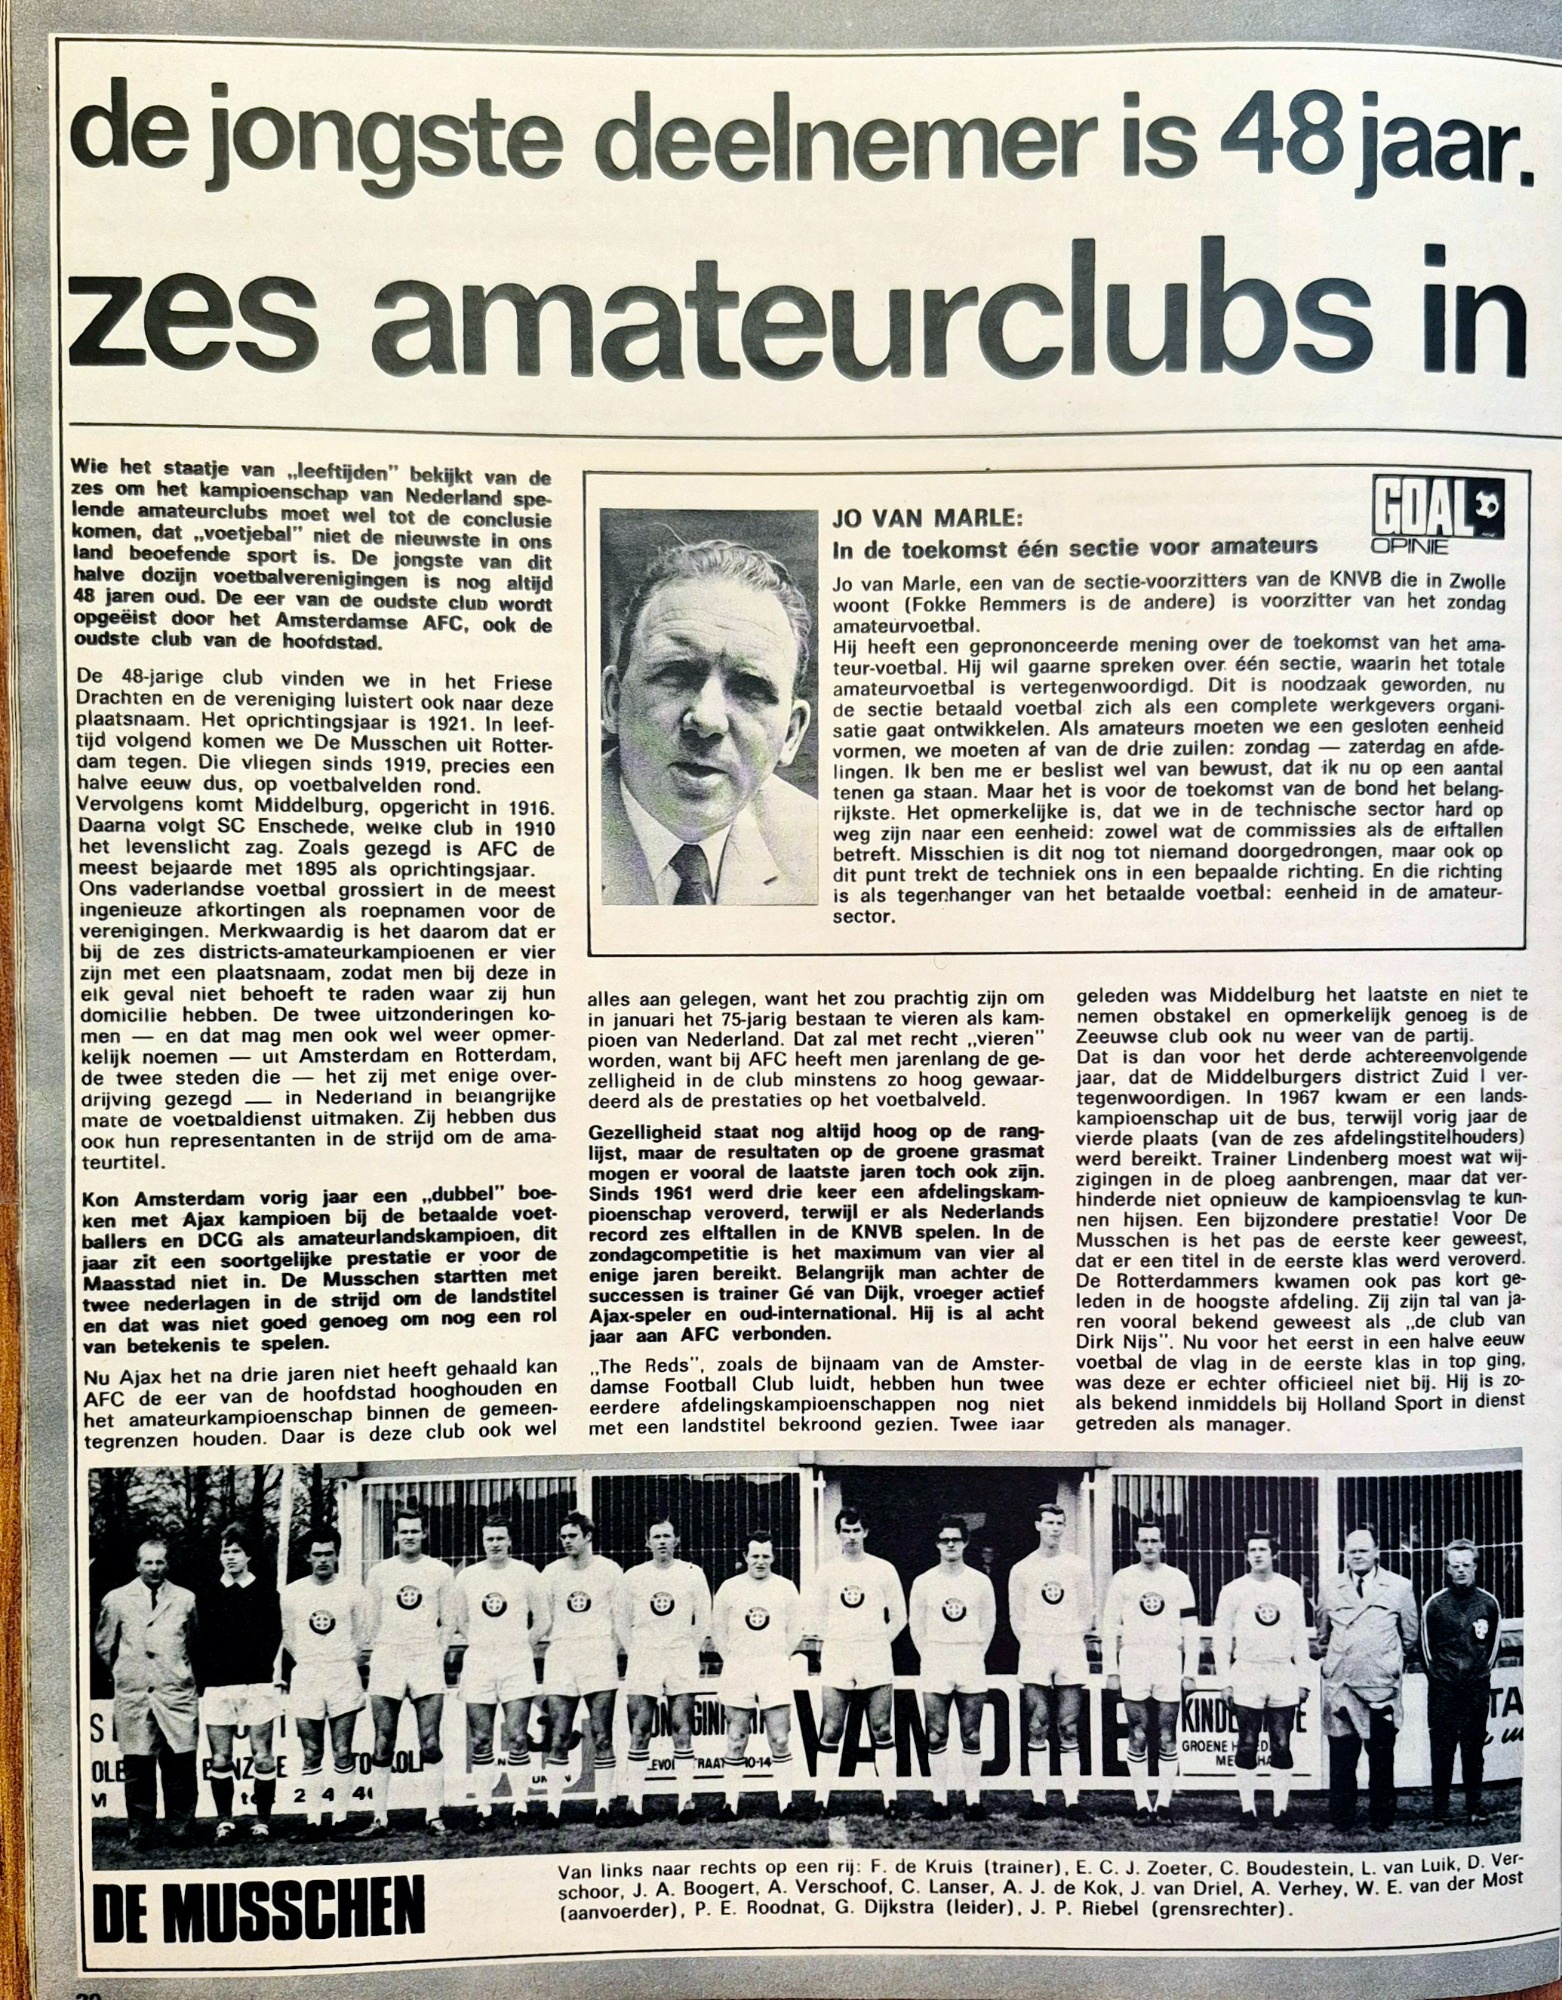 de jongste deelnemer is 48 jaar.
zes amateurclubs in
Wie het staatje van „leeftijden” bekijkt van de
zes om het kampioenschap van Nederland spe-
lende amateurclubs moet wel tot de conclusie
komen, dat „voetjebal” niet de nieuwste in ons
land beoefende sport is. De jongste van dit
halve dozijn voetbalverenigingen is nog altijd
48 jaren oud. De eer van de oudste club wordt
opgeëist door het Amsterdamse AFC, ook de
oudste club van de hoofdstad.
De 48-jarige club vinden we in het Friese
Drachten en de vereniging luistert ook naar deze
plaatsnaam. Het oprichtingsjaar is 1921. In leef-
tijd volgend komen we De Musschen uit Rotter-
dam tegen. Die vliegen sinds 1919, precies een
halve eeuw dus, op voetbalvelden rond.
Vervolgens komt Middelburg, opgericht in 1916.
Daarna volgt SC Enschede, welke club in 1910
het levenslicht zag. Zoals gezegd is AFC de
meest bejaarde met 1895 als oprichtingsjaar.
Ons vaderlandse voetbal grossiert in de meest
ingenieuze afkortingen als roepnamen voor de
verenigingen. Merkwaardig is het daarom dat er
bij de zes districts-amateurkampioenen er vier
zijn met een plaatsnaam, zodat men bij deze in
elk geval niet behoeft te raden waar zij hun
domicilie hebben. De twee uitzonderingen ko-
men — en dat mag men ook wel weer opmer-
kelijk noemen — uit Amsterdam en Rotterdam,
de twee steden die — het zij met enige over-
drijving gezegd — in Nederland in belangrijke
mate de voetbaldienst uitmaken. Zij hebben dus
ook hun representanten in de strijd om de ama-
teurtitel.
Kon Amsterdam vorig jaar een „dubbel” boe-
ken met Ajax kampioen bij de betaalde voet-
ballers en DCG als amateurlandskampioen, dit
jaar zit een soortgelijke prestatie er voor de
Maasstad niet in. De Musschen startten met
twee nederlagen in de strijd om de landstitel
en dat was niet goed genoeg om nog een rol
van betekenis te spelen.
Nu Ajax het na drie jaren niet heeft gehaald kan
AFC de eer van de hoofdstad hooghouden en
het amateurkampioenschap binnen de gemeen-
tegrenzen houden. Daar is deze club ook wel
JO VAN MARLE:
In de toekomst één sectie voor amateurs
GOAL
OPINIE
Jo van Marle, een van de sectie-voorzitters van de KNVB die in Zwolle
woont (Fokke Remmers is de andere) is voorzitter van het zondag
amateurvoetbal.
Hij heeft een geprononceerde mening over de toekomst van het ama-
teur-voetbal. Hij wil gaarne spreken over één sectie, waarin het totale
amateurvoetbal is vertegenwoordigd. Dit is noodzaak geworden, nu
de sectie betaald voetbal zich als een complete werkgevers organi-
satie gaat ontwikkelen. Als amateurs moeten we een gesloten eenheid
vormen, we moeten af van de drie zuilen: zondag — zaterdag en afde-
lingen. Ik ben me er beslist wel van bewust, dat ik nu op een aantal
tenen ga staan. Maar het is voor de toekomst van de bond het belang-
rijkste. Het opmerkelijke is, dat we in de technische sector hard op
weg zijn naar een eenheid: zowel wat de commissies als de elftallen
betreft. Misschien is dit nog tot niemand doorgedrongen, maar ook op
dit punt trekt de techniek ons in een bepaalde richting. En die richting
is als tegenhanger van het betaalde voetbal: eenheid in de amateur-
sector.
alles aan gelegen, want het zou prachtig zijn om
in januari het 75-jarig bestaan te vieren als kam-
pioen van Nederland. Dat zal met recht „vieren”
worden, want bij AFC heeft men jarenlang de ge-
zelligheid in de club minstens zo hoog gewaar-
deerd als de prestaties op het voetbalveld.
Gezelligheid staat nog altijd hoog op de rang-
lijst, maar de resultaten op de groene grasmat
mogen er vooral de laatste jaren toch ook zijn.
Sinds 1961 werd drie keer een afdelingskam-
pioenschap veroverd, terwijl er als Nederlands
record zes elftallen in de KNVB spelen. In de
zondagcompetitie is het maximum van vier al
enige jaren bereikt. Belangrijk man achter de
successen is trainer Gé van Dijk, vroeger actief
Ajax-speler en oud-international. Hij is al acht
jaar aan AFC verbonden.
„The Reds”, zoals de bijnaam van de Amster-
damse Football Club luidt, hebben hun twee
eerdere afdelingskampioenschappen nog niet
met een landstitel bekroond gezien. Twee jaar
geleden was Middelburg het laatste en niet te
nemen obstakel en opmerkelijk genoeg is de
Zeeuwse club ook nu weer van de partij.
Dat is dan voor het derde achtereenvolgende
jaar, dat de Middelburgers district Zuid I ver-
tegenwoordigen. In 1967 kwam er een lands-
kampioenschap uit de bus, terwijl vorig jaar de
vierde plaats (van de zes afdelingstitelhouders)
werd bereikt. Trainer Lindenberg moest wat wij-
zigingen in de ploeg aanbrengen, maar dat ver-
hinderde niet opnieuw de kampioensvlag te kun-
nen hijsen. Een bijzondere prestatie! Voor De
Musschen is het pas de eerste keer geweest,
dat er een titel in de eerste klas werd veroverd.
De Rotterdammers kwamen ook pas kort ge-
leden in de hoogste afdeling. Zij zijn tal van ja-
ren vooral bekend geweest als „de club van
Dirk Nijs”. Nu voor het eerst in een halve eeuw
voetbal de vlag in de eerste klas in top ging,
was deze er echter officieel niet bij. Hij is zo-
als bekend inmiddels bij Holland Sport in dienst
getreden als manager.
VAN DHE
KIND
GROENE H
DE MUSSCHEN
Van links naar rechts op een rij: F. de Kruis (trainer), E. C. J. Zoeter, C. Boudestein, L. van Luik, D. Ver-
schoor, J. A. Boogert, A. Verschoof, C. Lanser, A. J. de Kok, J. van Driel, A. Verhey, W. E. van der Most
(aanvoerder), P. E. Roodnat, G. Dijkstra (leider), J. P. Riebel (grensrechter).